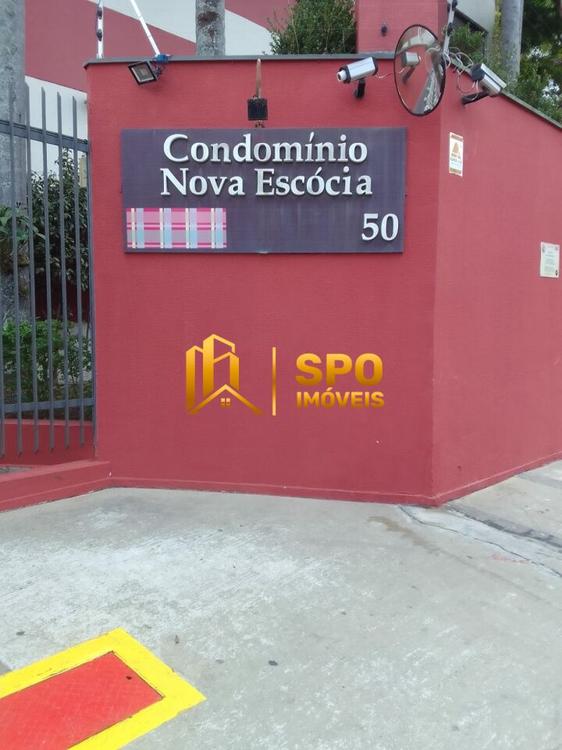 Condomínio
Nova Escócia
50
SPO
IMÓVEIS